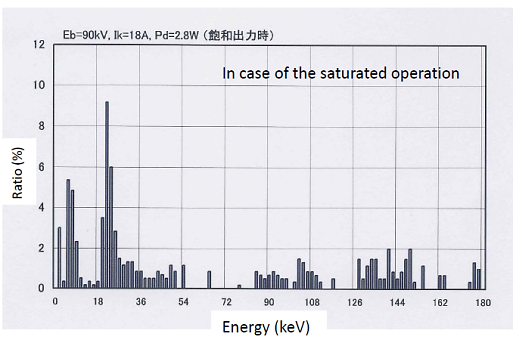 Eb=90kV, Ik=18A, Pd=2.8W（飽和出力時）
In case of the saturated operation
12
10
8
6
4
2
0
Ratio (%)
0 18 36 54 72 90 108 126 144 162 180
Energy (keV)